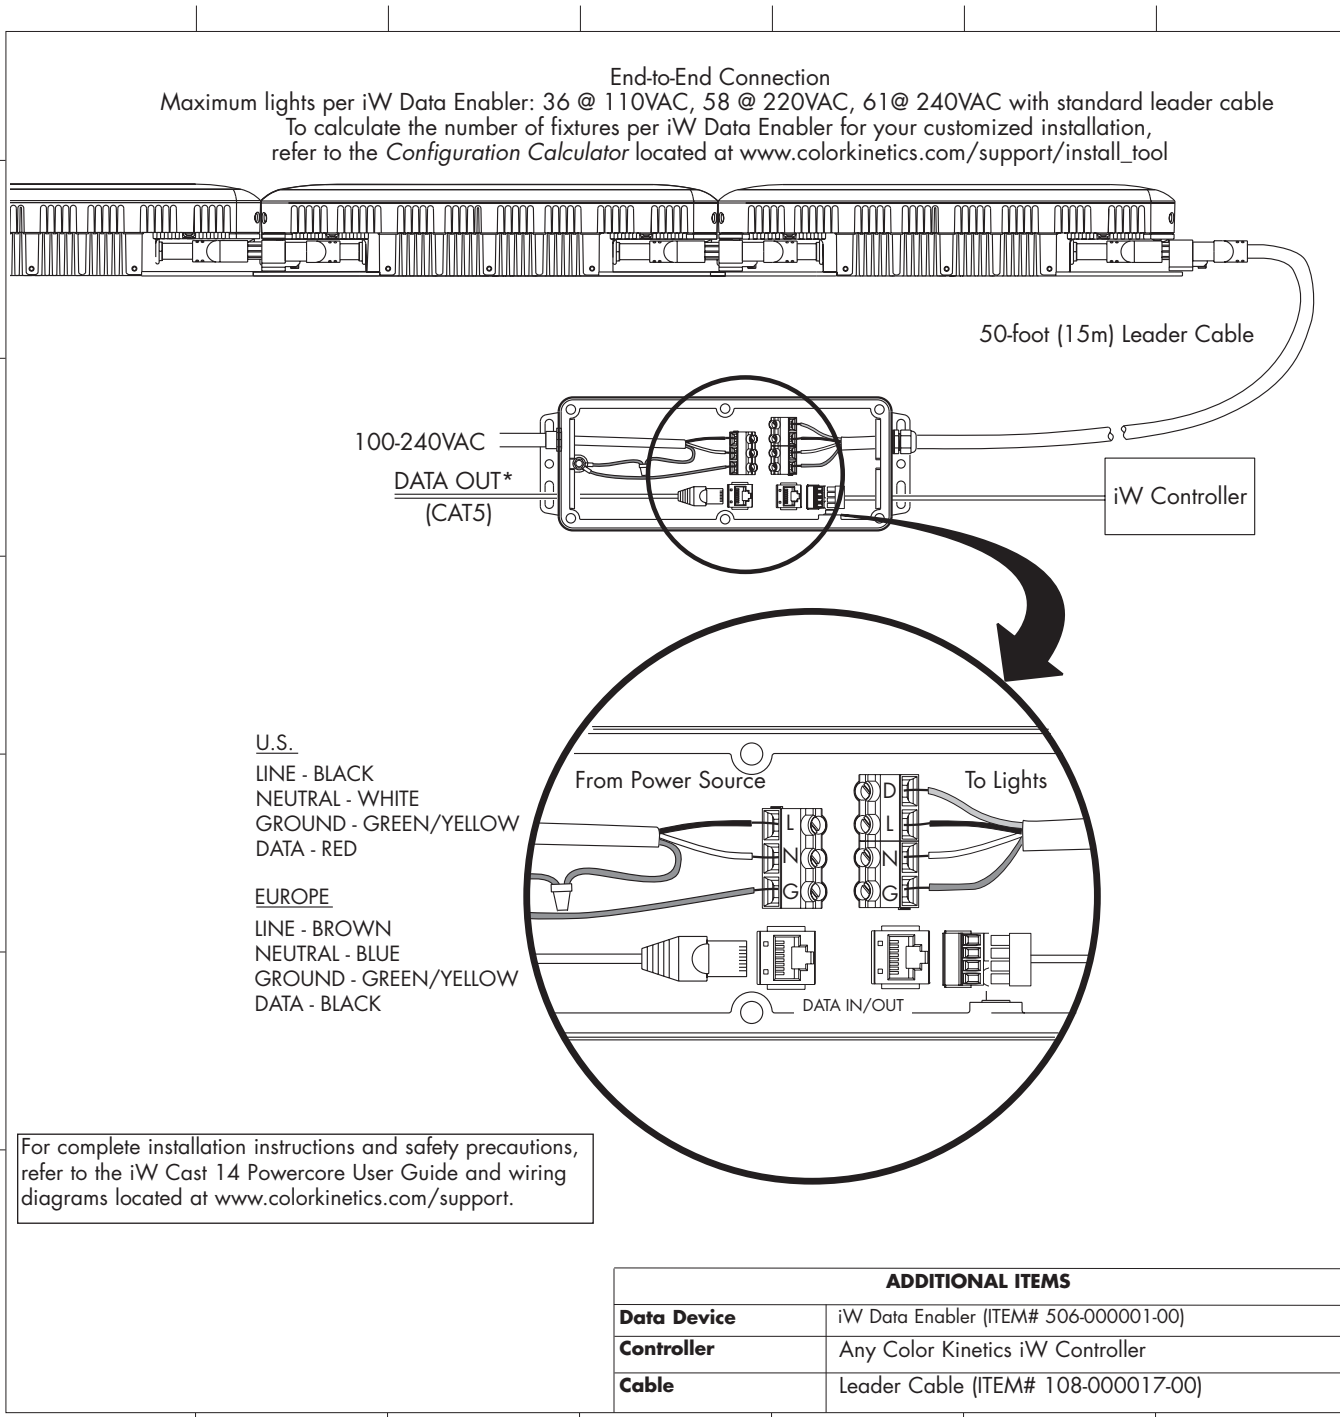 End-to-End Connection
Maximum lights per iW Data Enabler: 36 @ 110VAC, 58 @ 220VAC, 61@ 240VAC with standard leader cable
To calculate the number of fixtures per iW Data Enabler for your customized installation,
refer to the Configuration Calculator located at www.colorkinetics.com/support/install_tool
50-foot (15m) Leader Cable
100-240VAC
DATA OUT*
(CAT5)
iW Controller
U.S.
LINE - BLACK
NEUTRAL - WHITE
GROUND - GREEN/YELLOW
DATA - RED
EUROPE
LINE - BROWN
NEUTRAL - BLUE
GROUND - GREEN/YELLOW
DATA - BLACK
From Power Source
To Lights
L
N
G
D
L
N
G
DATA IN/OUT
For complete installation instructions and safety precautions,
refer to the iW Cast 14 Powercore User Guide and wiring
diagrams located at www.colorkinetics.com/support.
ADDITIONAL ITEMS
Data Device iW Data Enabler (ITEM# 506-000001-00)
Controller Any Color Kinetics iW Controller
Cable Leader Cable (ITEM# 108-000017-00)